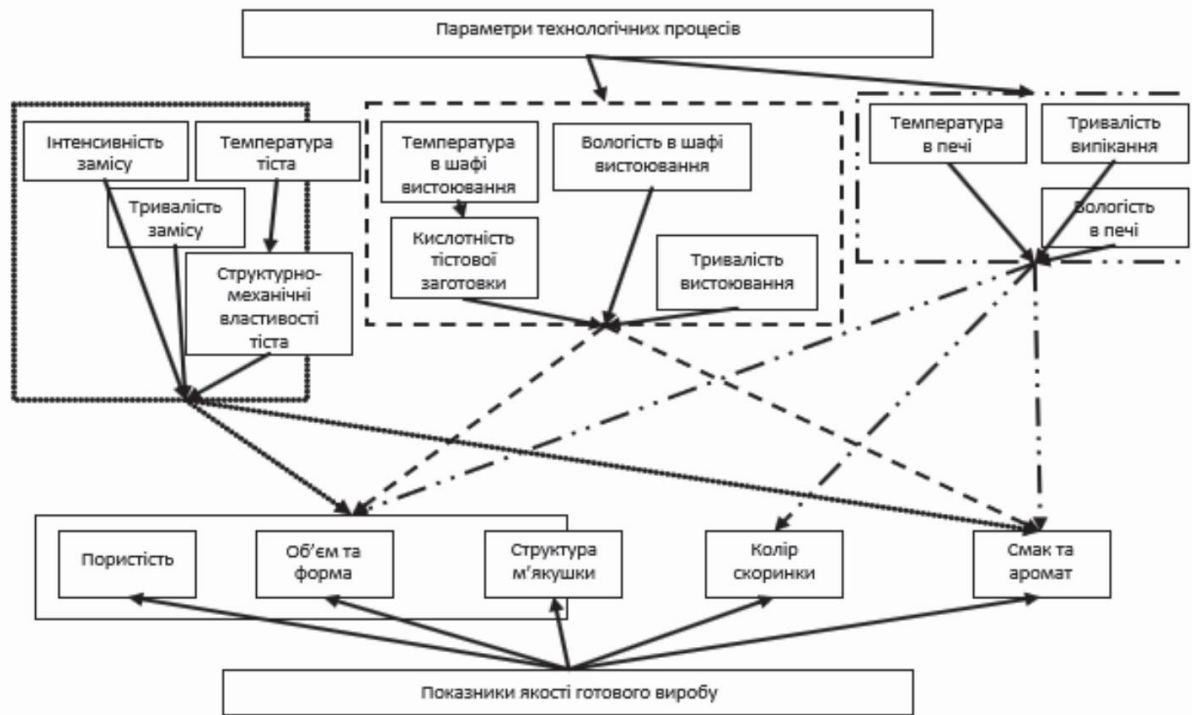 Параметри технологічних процесів
Інтенсивність
замісу
Температура
тіста
Тривалість
замісу
Структурно-
механічні
властивості
тіста
Температура
в шафі
вистоювання
Вологість в шафі
вистоювання
Кислотність
тістової
заготовки
Тривалість
вистоювання
Температура
в печі
Тривалість
випікання
Вологість
в печі
Пористість
Об'єм та
форма
Структура
м'якушки
Колір
скоринки
Смак та
аромат
Показники якості готового виробу